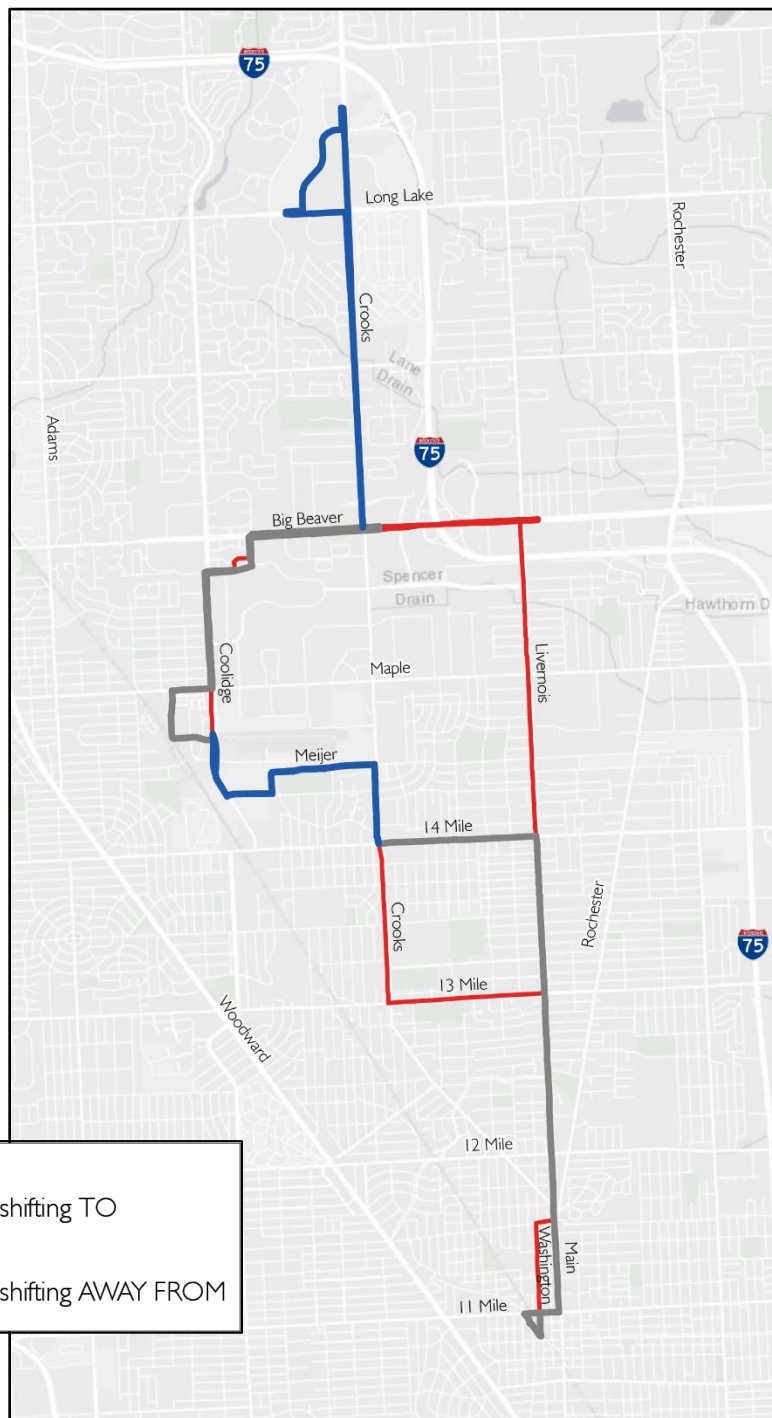 75
Long Lake
Rochester
Crooks
Lane
Drain
Adams
75
Big Beaver
Spencer
Drain
Hawthorn D
Coolidge
Maple
Livernois
Meijer
14 Mile
Crooks
Rochester
75
13 Mile
Woodward
12 Mile
shifting TO
Washington
Main
shifting AWAY FROM
11 Mile